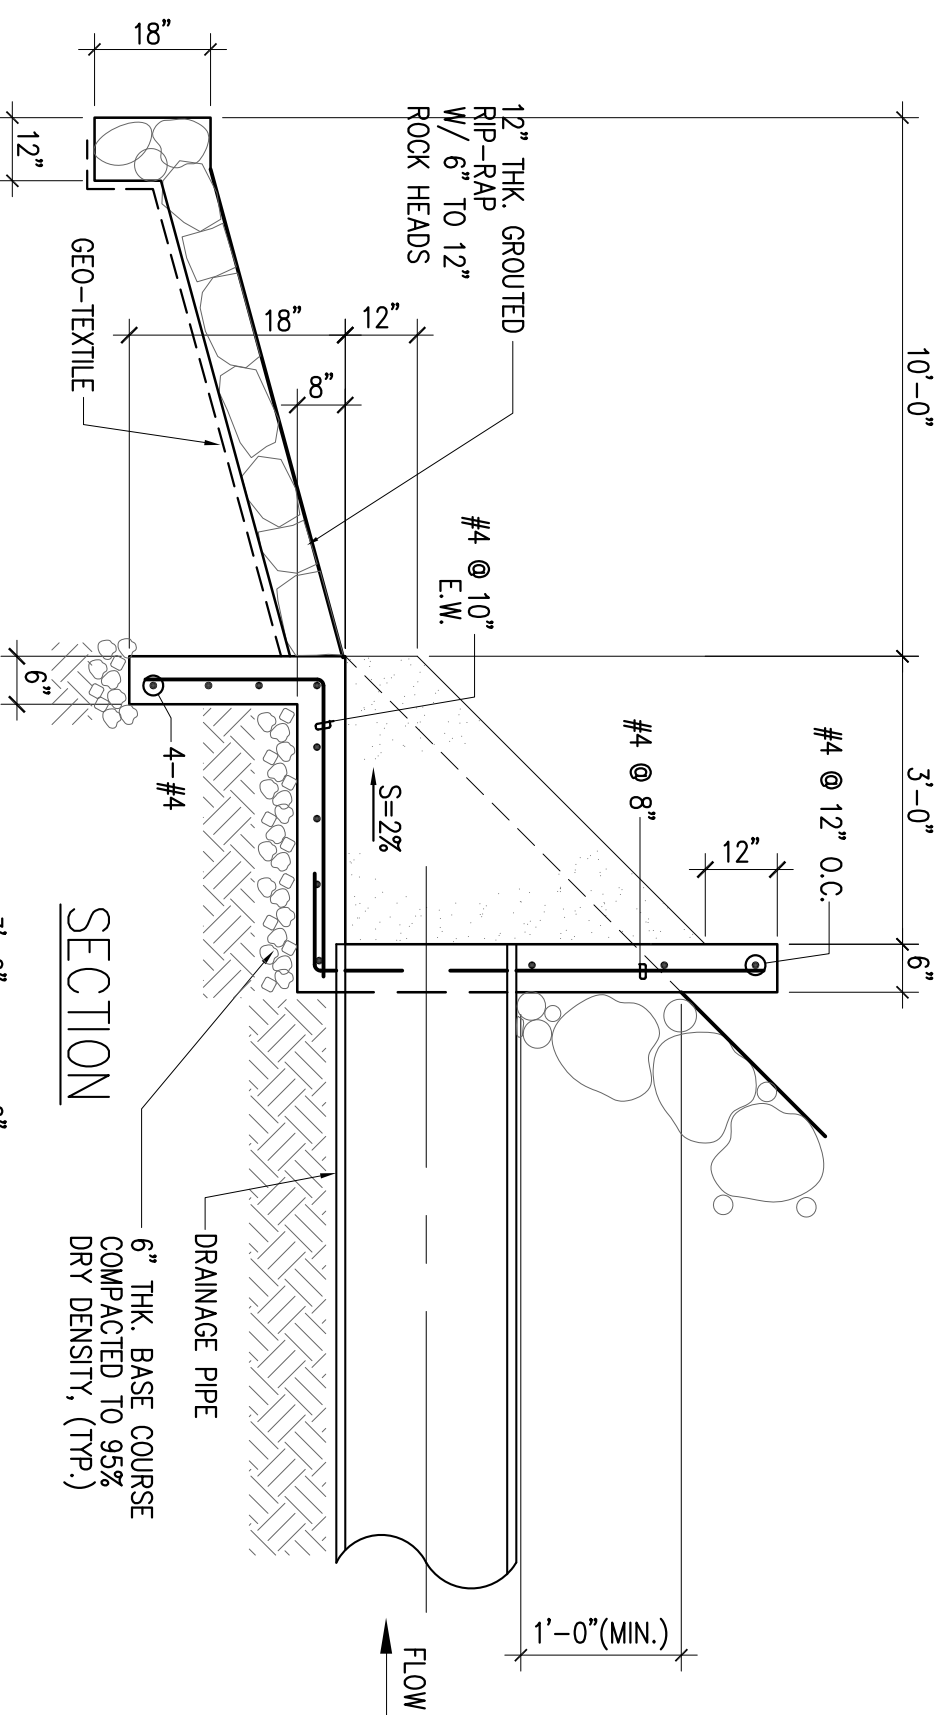 10'-0"
3'-0"
6"
#4 @ 12" O.C.
12"
#4 @ 8"
12" THK. GROUTED
RIP-RAP
W/ 6" TO 12"
ROCK HEADS
#4 @ 10"
E.W.
12"
18"
8"
S=2%
18"
12"
GEO-TEXTILE
6"
4-#4
1'-0"(MIN.)
FLOW
DRAINAGE PIPE
6" THK. BASE COURSE
COMPACTED TO 95%
DRY DENSITY, (TYP.)
SECTION